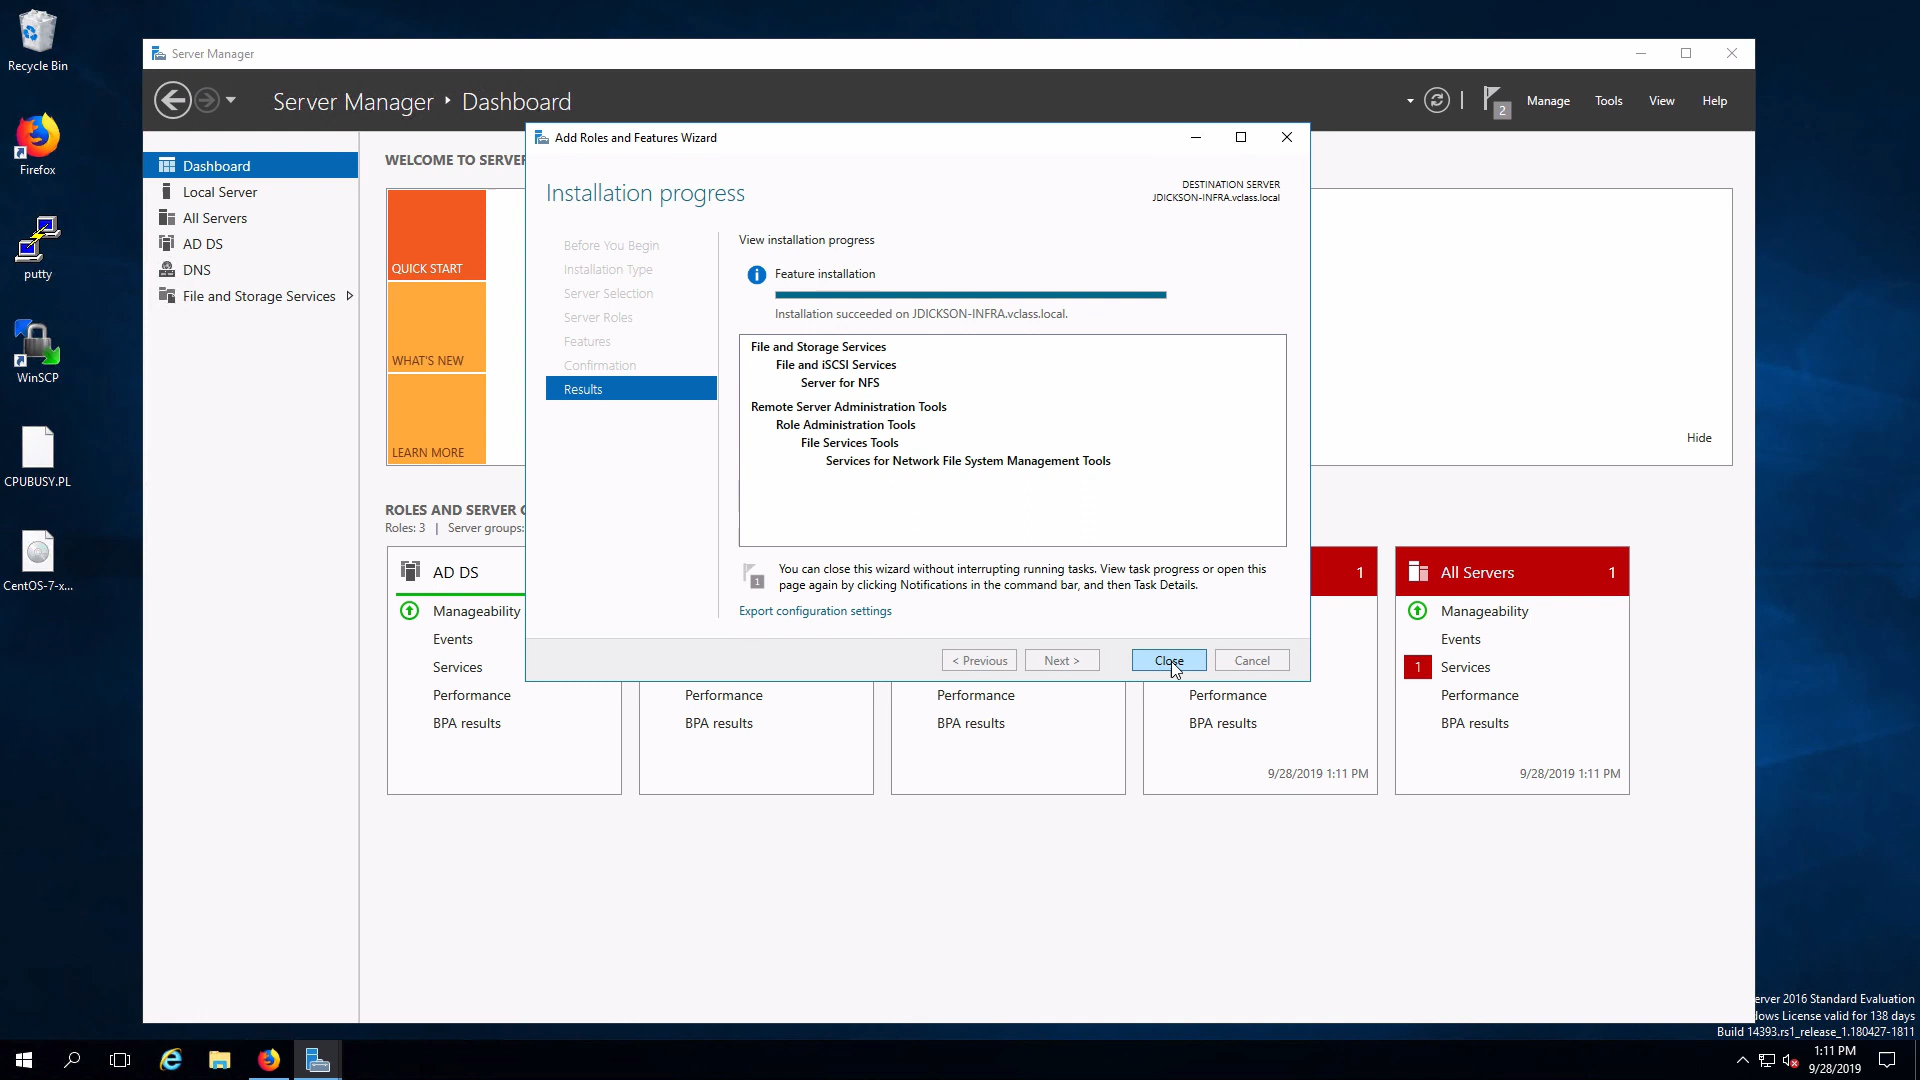 Recycle Bin
Firefox
putty
WinSCP
CPUBUSY.PL
CentOS-7-x...
Server Manager
Server Manager
Dashboard
2
Manage
Tools
View
Help
Dashboard
Local Server
All Servers
AD DS
DNS
File and Storage Services
WELCOME TO SERVER
QUICK START
WHAT'S NEW
LEARN MORE
Hide
ROLES AND SERVER
Roles: 3 | Server groups:
Add Roles and Features Wizard
Installation progress
DESTINATION SERVER
JDICKSON-INFRA.vclass.local
Before You Begin
Installation Type
Server Selection
Server Roles
Features
Confirmation
Results
View installation progress
Feature installation
Installation succeeded on JDICKSON-INFRA.vclass.local.
File and Storage Services
File and iSCSI Services
Server for NFS
Remote Server Administration Tools
Role Administration Tools
File Services Tools
Services for Network File System Management Tools
1
You can close this wizard without interrupting running tasks. View task progress or open this
page again by clicking Notifications in the command bar, and then Task Details.
Export configuration settings
< Previous
Next >
Close
Cancel
AD DS
Manageability
Events
Services
Performance
BPA results
Performance
BPA results
Performance
BPA results
1
Performance
BPA results
9/28/2019 1:11 PM
All Servers
1
Manageability
Events
1
Services
Performance
BPA results
9/28/2019 1:11 PM
erver 2016 Standard Evaluation
dows License valid for 138 days
Build 14393.rs1_release_1.180427-1811
1:11 PM
9/28/2019